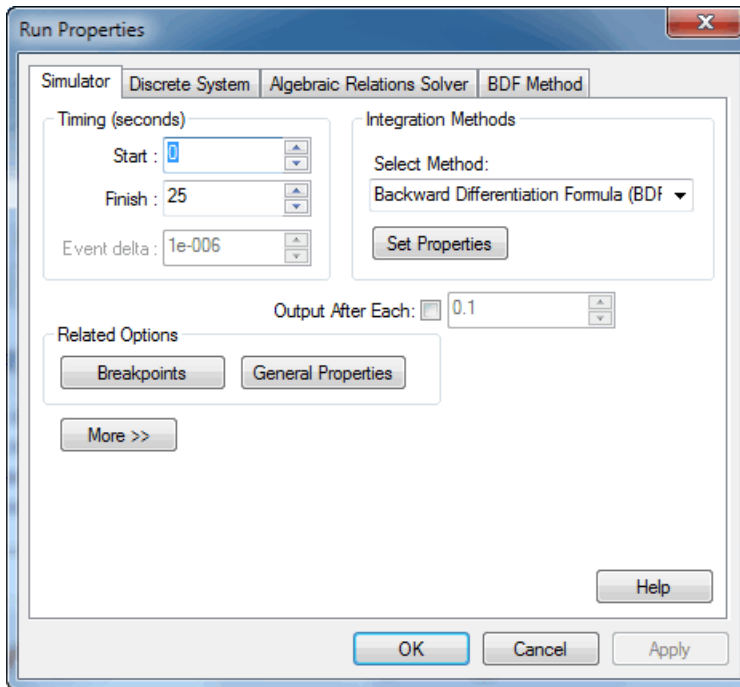 Run Properties
Simulator
Discrete System
Algebraic Relations Solver
BDF Method
Timing (seconds)
Start : 0
Finish : 25
Event delta : 1e-006
Integration Methods
Select Method:
Backward Differentiation Formula (BDF
Set Properties
Output After Each: 0.1
Related Options
Breakpoints
General Properties
More >>
Help
OK
Cancel
Apply